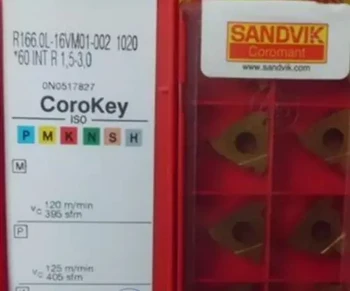 R166.0L-16VM01-002 1020
*60 INT R 1,5-3,0
0N0517827
CoroKey
ISO
P M K N S H
M
vc 120 m/min
395 sfm
P
vc 125 m/min
405 sfm
SANDVIK
Coromant
www.sandvik.com